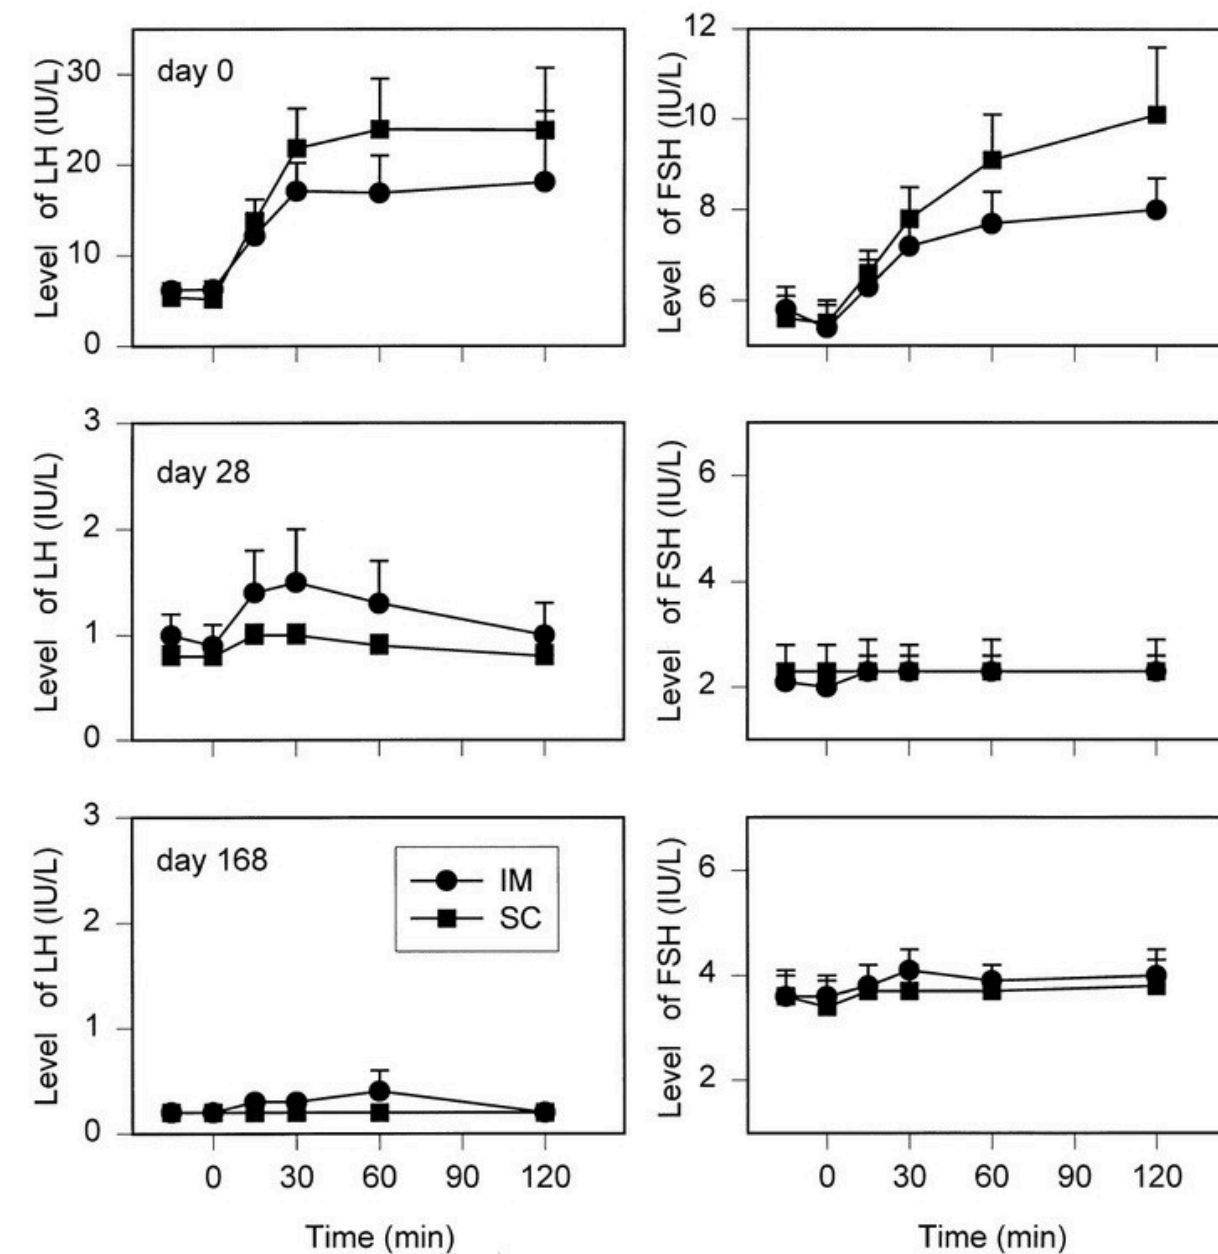 Level of LH (IU/L)
30
20
10
0
day 0
Level of FSH (IU/L)
12
10
8
6
Level of LH (IU/L)
3
2
1
0
day 28
Level of FSH (IU/L)
6
4
2
Level of LH (IU/L)
3
2
1
0
day 168
IM
SC
0 30 60 90 120
Time (min)
Level of FSH (IU/L)
6
4
2
0 30 60 90 120
Time (min)